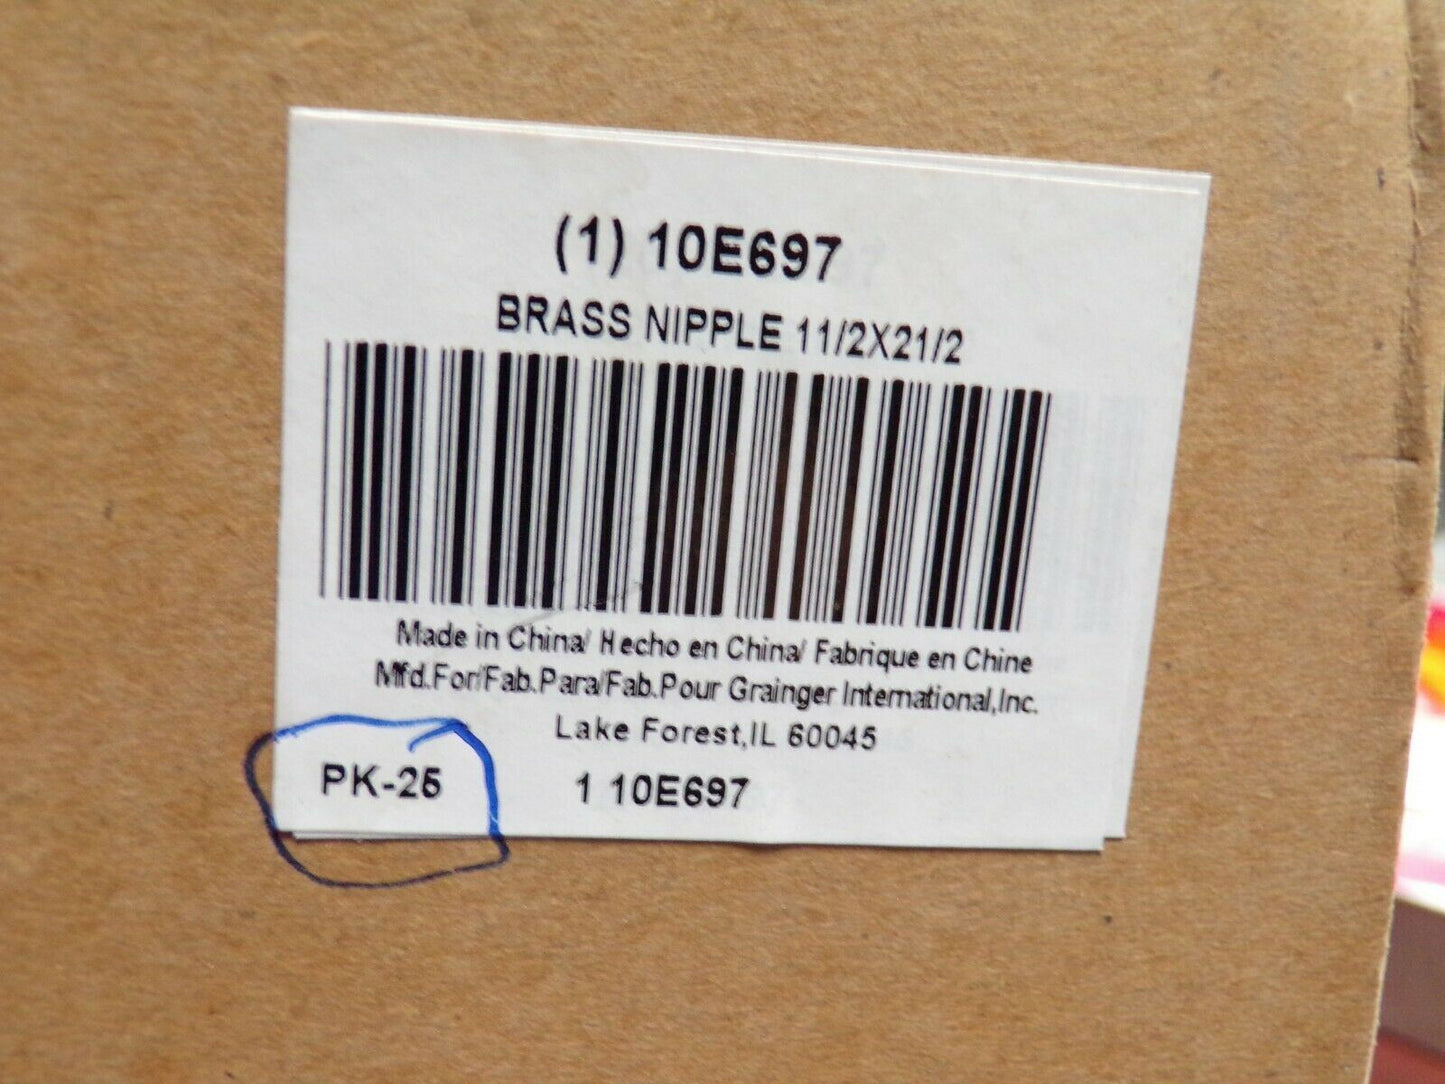 (1) 10E697
BRASS NIPPLE 11/2X21/2
Made in China/ Hecho en China/ Fabrique en Chine
Mfd.For/Fab.Para/Fab.Pour Grainger International,Inc.
Lake Forest,IL 60045
PK-25 1 10E697